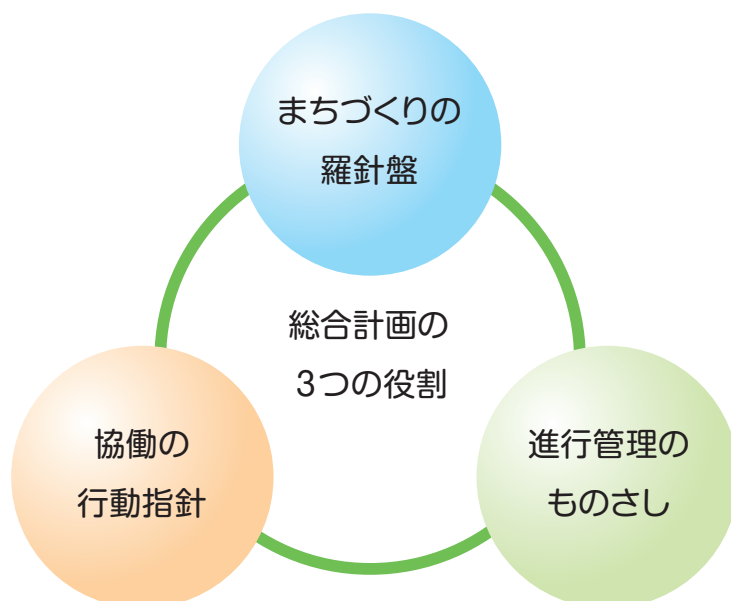 まちづくりの
羅針盤
総合計画の
3つの役割
協働の
行動指針
進行管理の
ものさし